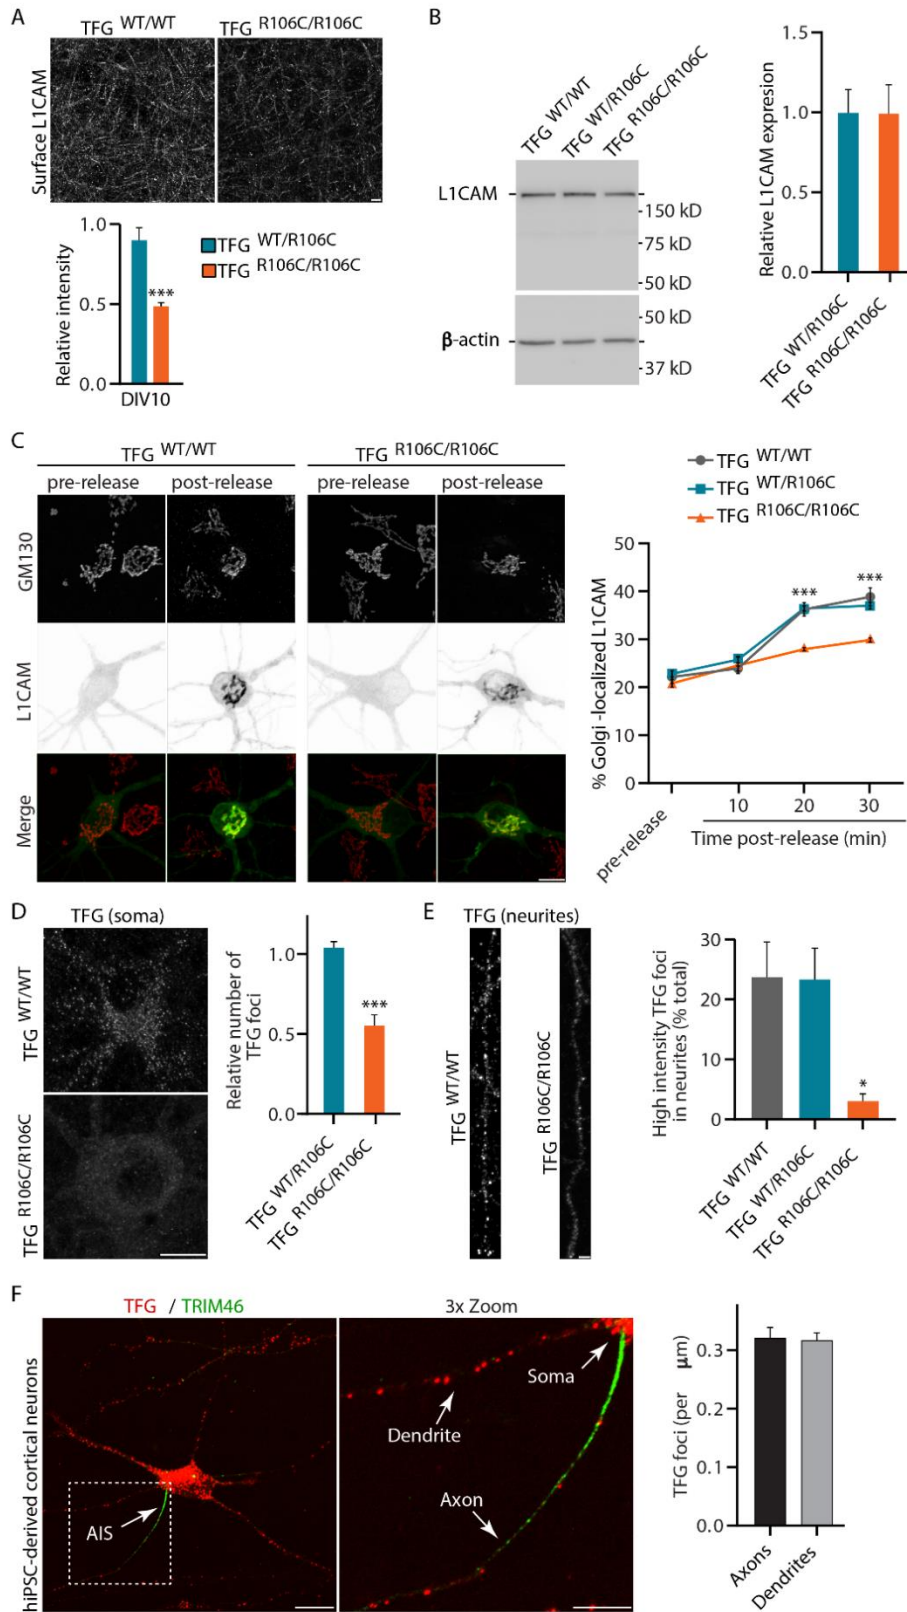 A
TFG WT/WT
TFG R106C/R106C
Surface L1CAM
Relative intensity
1.0
0.5
0.0
***
DIV10
TFG WT/R106C
TFG R106C/R106C
B
TFG WT/WT
TFG WT/R106C
TFG R106C/R106C
L1CAM
-150 kD
-75 kD
-50 kD
β-actin
-50 kD
-37 kD
Relative L1CAM expresion
1.5
1.0
0.5
0.0
TFG WT/R106C
TFG R106C/R106C
C
TFG WT/WT
TFG R106C/R106C
pre-release
post-release
pre-release
post-release
GM130
L1CAM
Merge
TFG WT/WT
TFG WT/R106C
TFG R106C/R106C
% Golgi -localized L1CAM
50
40
30
20
10
0
***
***
pre-release
10
20
30
Time post-release (min)
D
TFG (soma)
TFG WT/WT
TFG R106C/R106C
Relative number of
TFG foci
1.0
0.5
0.0
***
TFG WT/R106C
TFG R106C/R106C
E
TFG (neurites)
TFG WT/WT
TFG R106C/R106C
High intensity TFG foci
in neurites (% total)
30
20
10
0
*
TFG WT/WT
TFG WT/R106C
TFG R106C/R106C
F
TFG / TRIM46
3x Zoom
hiPSC-derived cortical neurons
AIS
Soma
Dendrite
Axon
TFG foci (per μm)
0.3
0.2
0.1
0.0
Axons
Dendrites